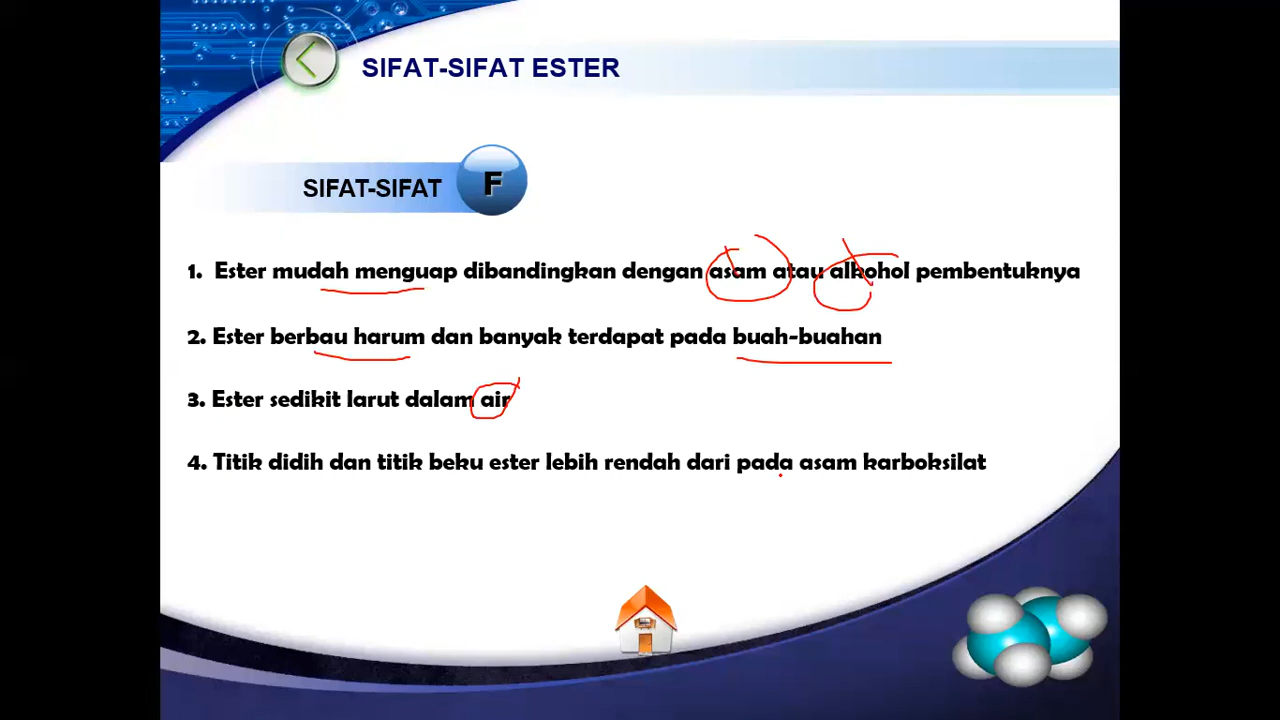 SIFAT-SIFAT ESTER
SIFAT-SIFAT F
1. Ester mudah menguap dibandingkan dengan asam atau alkohol pembentuknya
2. Ester berbau harum dan banyak terdapat pada buah-buahan
3. Ester sedikit larut dalam air
4. Titik didih dan titik beku ester lebih rendah dari pada asam karboksilat